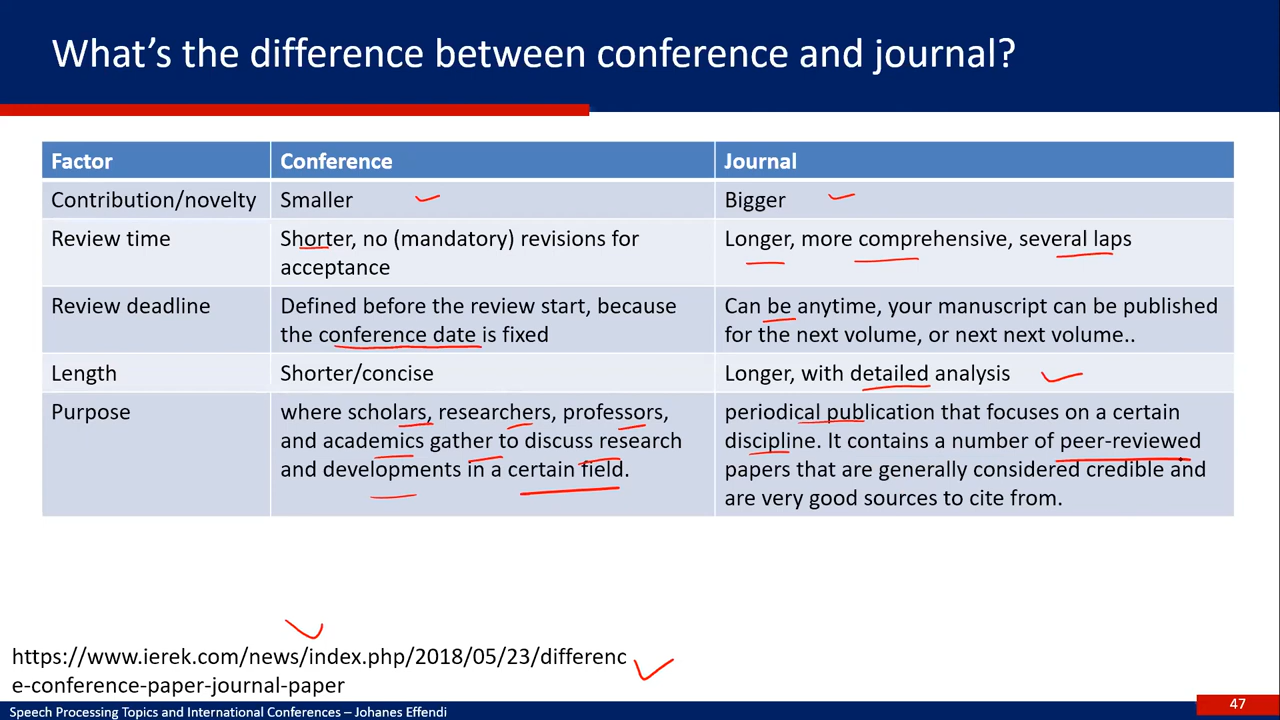 What's the difference between conference and journal?
Factor Conference Journal
Contribution/novelty Smaller Bigger
Review time Shorter, no (mandatory) revisions for acceptance Longer, more comprehensive, several laps
Review deadline Defined before the review start, because the conference date is fixed Can be anytime, your manuscript can be published for the next volume, or next next volume..
Length Shorter/concise Longer, with detailed analysis
Purpose where scholars, researchers, professors, and academics gather to discuss research and developments in a certain field. periodical publication that focuses on a certain discipline. It contains a number of peer-reviewed papers that are generally considered credible and are very good sources to cite from.
https://www.ierek.com/news/index.php/2018/05/23/differenc
e-conference-paper-journal-paper
Speech Processing Topics and International Conferences – Johanes Effendi
47